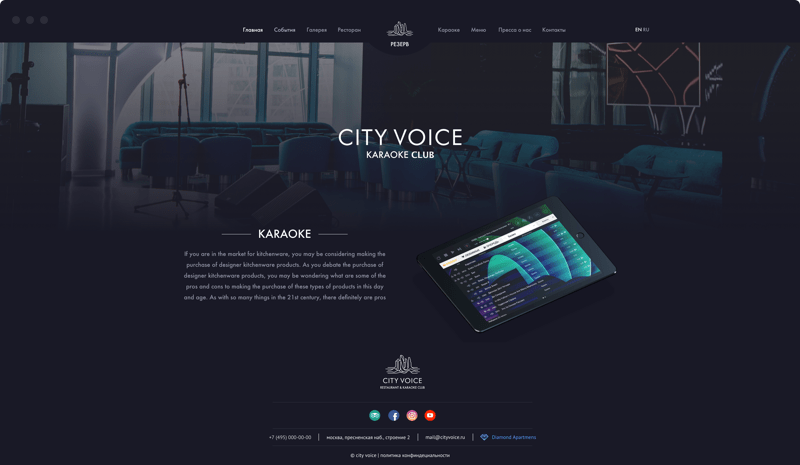 Главная События Галерея Ресторан Караоке Меню Пресса о нас Контакты EN RU
РЕЗЕРВ
CITY VOICE
KARAOKE CLUB
KARAOKE
If you are in the market for kitchenware, you may be considering making the
purchase of designer kitchenware products. As you debate the purchase of
designer kitchenware products, you may be wondering what are some of the
pros and cons to making the purchase of these types of products in this day
and age. As with so many things in the 21st century, there definitely are pros
CITY VOICE
RESTAURANT & KARAOKE CLUB
+7 (495) 000-00-00 москва, пресненская наб., строение 2 mail@cityvoice.ru Diamond Apartmens
© city voice | политика конфиндециальности